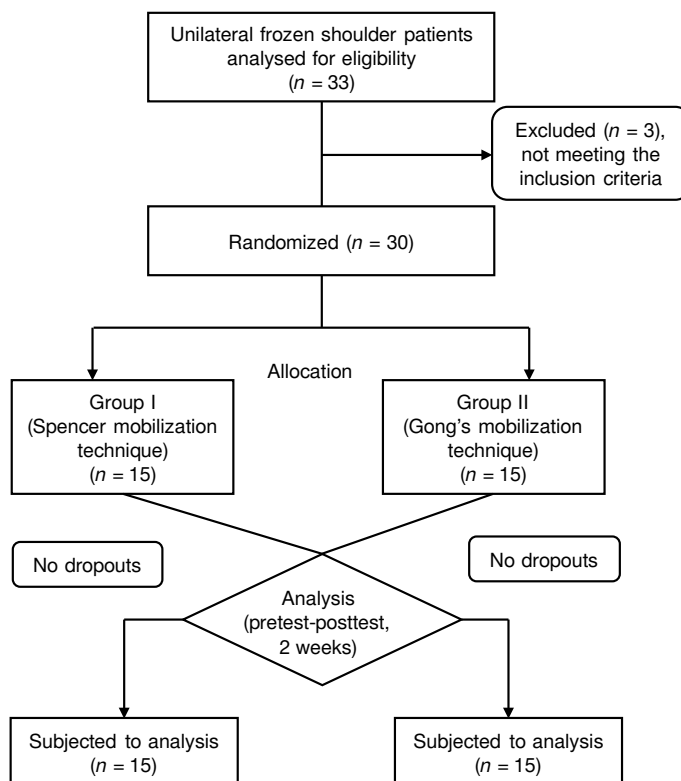 Unilateral frozen shoulder patients
analysed for eligibility
(n = 33)
Excluded (n = 3),
not meeting the
inclusion criteria
Randomized (n = 30)
Allocation
Group I
(Spencer mobilization
technique)
(n = 15)
Group II
(Gong’s mobilization
technique)
(n = 15)
No dropouts
No dropouts
Analysis
(pretest-posttest,
2 weeks)
Subjected to analysis
(n = 15)
Subjected to analysis
(n = 15)